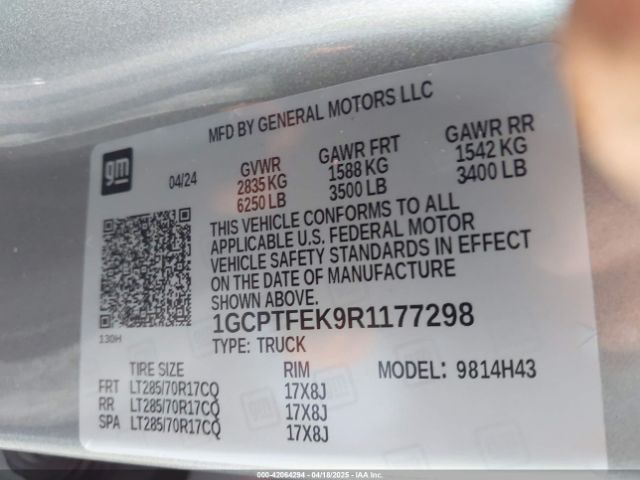 MFD BY GENERAL MOTORS LLC
gm
04/24
GVWR GAWR FRT GAWR RR
2835 KG 1588 KG 1542 KG
6250 LB 3500 LB 3400 LB
THIS VEHICLE CONFORMS TO ALL
APPLICABLE U.S. FEDERAL MOTOR
VEHICLE SAFETY STANDARDS IN EFFECT
ON THE DATE OF MANUFACTURE
SHOWN ABOVE.
130H
1GCPTFEK9R1177298
TYPE: TRUCK
TIRE SIZE RIM MODEL: 9814H43
FRT LT285/70R17CQ 17X8J
RR LT285/70R17CQ 17X8J
SPA LT285/70R17CQ 17X8J
000-42064294 - 04/18/2025 - IAA Inc.